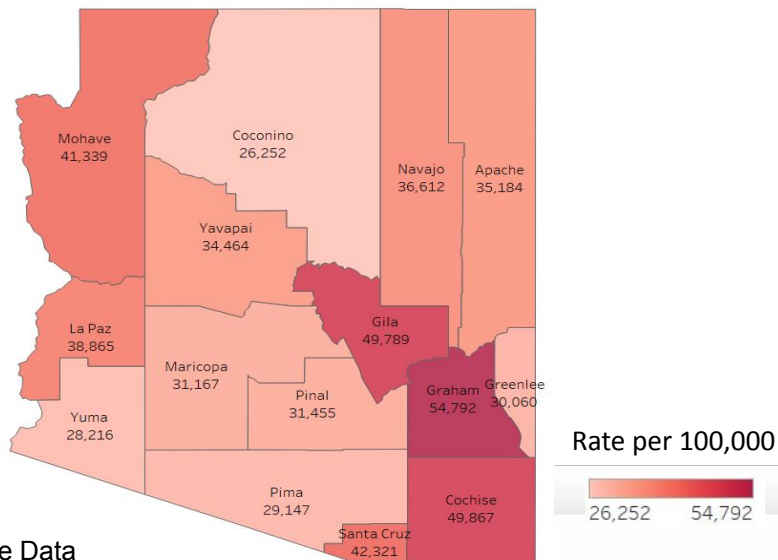 Mohave
41,339
Coconino
26,252
Navajo
36,612
Apache
35,184
Yavapai
34,464
La Paz
38,865
Gila
49,789
Maricopa
31,167
Pinal
31,455
Graham
54,792
Greenlee
30,060
Yuma
28,216
Pima
29,147
Cochise
49,867
Santa Cruz
42,321
Rate per 100,000
26,252 54,792
e Data